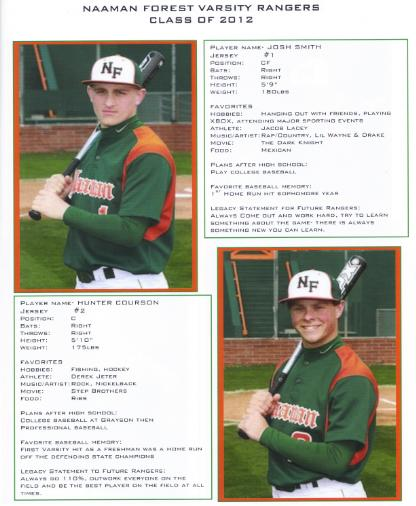 NAAMAN FOREST VARSITY RANGERS
CLASS OF 2012
PLAYER NAME- JOSH SMITH
JERSEY #1
POSITION: CF
BATS: RIGHT
THROWS: RIGHT
HEIGHT: 5'9"
WEIGHT: 180LBS
FAVORITES
HOBBIES: HANGING OUT WITH FRIENDS, PLAYING
XBOX, ATTENDING MAJOR SPORTING EVENTS
ATHLETE: JACOB LACEY
MUSIC/ARTIST: RAP/COUNTRY, LIL WAYNE & DRAKE
MOVIE: THE DARK KNIGHT
FOOD: MEXICAN
PLANS AFTER HIGH SCHOOL:
PLAY COLLEGE BASEBALL
FAVORITE BASEBALL MEMORY:
1ST HOME RUN HIT SOPHOMORE YEAR
LEGACY STATEMENT FOR FUTURE RANGERS:
ALWAYS COME OUT AND WORK HARD, TRY TO LEARN
SOMETHING ABOUT THE GAME- THERE IS ALWAYS
SOMETHING NEW YOU CAN LEARN.
NF
PLAYER NAME- HUNTER COURSON
JERSEY #2
POSITION: C
BATS: RIGHT
THROWS: RIGHT
HEIGHT: 5'10"
WEIGHT: 175LBS
FAVORITES
HOBBIES: FISHING, HOCKEY
ATHLETE: DEREK JETER
MUSIC/ARTIST: ROCK, NICKELBACK
MOVIE: STEP BROTHERS
FOOD: RIBS
PLANS AFTER HIGH SCHOOL:
COLLEGE BASEBALL AT GRAYSON THEN
PROFESSIONAL BASEBALL
FAVORITE BASEBALL MEMORY:
FIRST VARSITY HIT AS A FRESHMAN WAS A HOME RUN
OFF THE DEFENDING STATE CHAMPIONS
LEGACY STATEMENT TO FUTURE RANGERS:
ALWAYS DO 110%, OUTWORK EVERYONE ON THE
FIELD AND BE THE BEST PLAYER ON THE FIELD AT ALL
TIMES.
NF